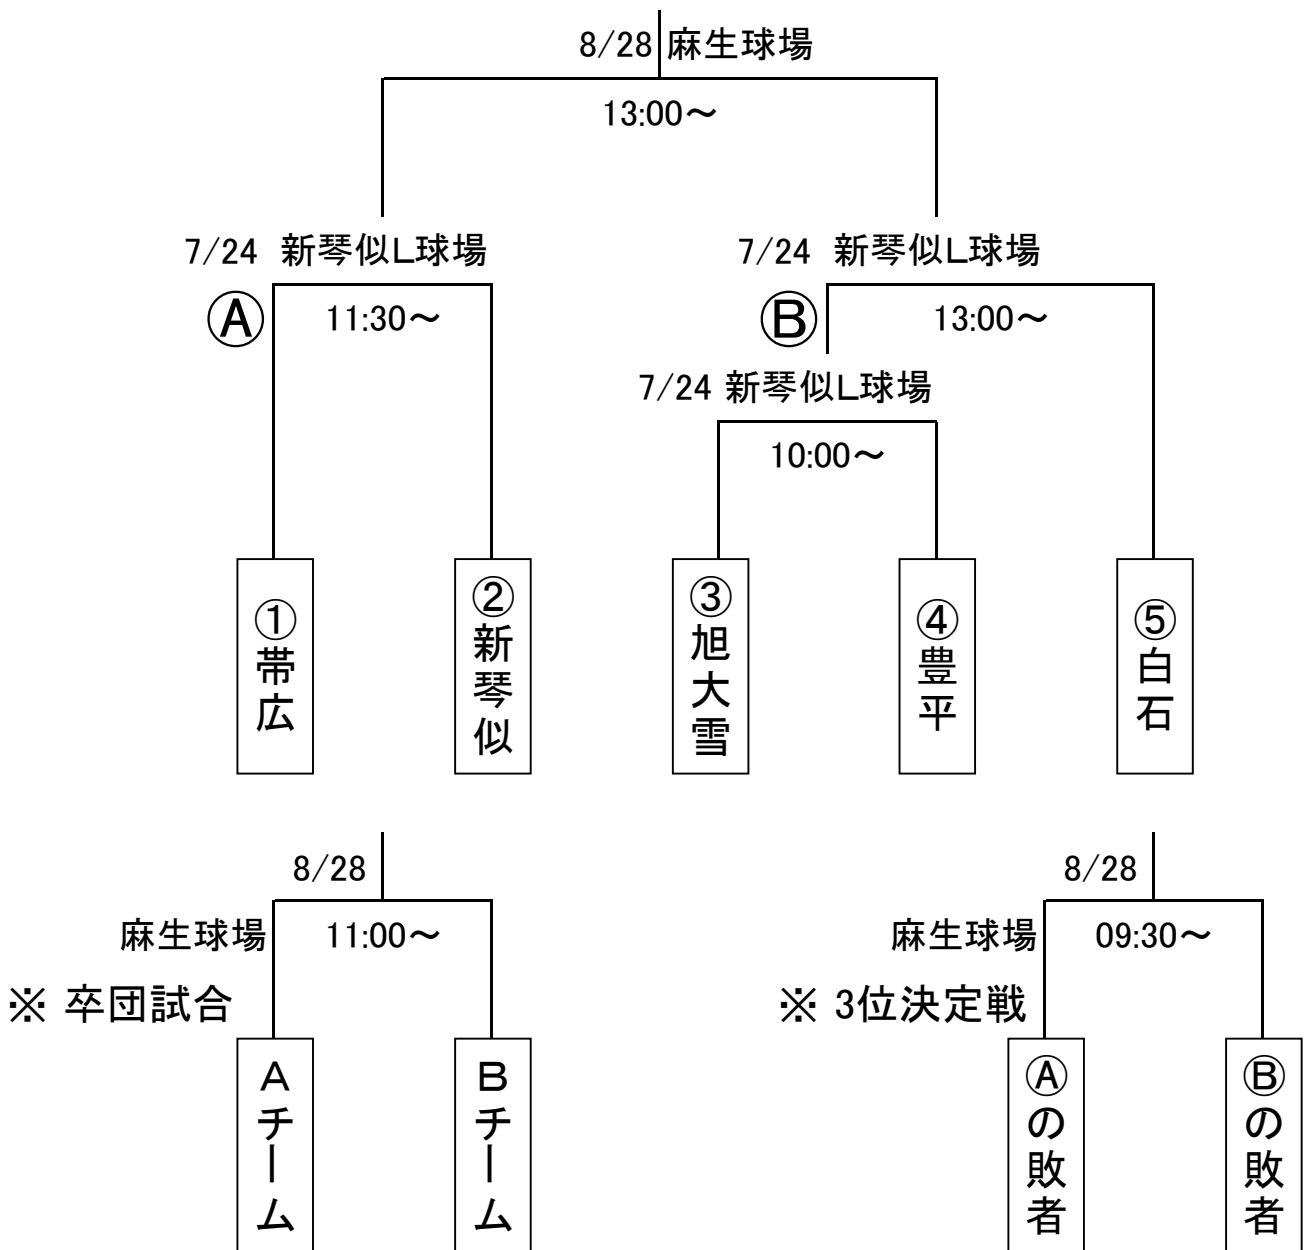 8/28 麻生球場
13:00～
7/24 新琴似L球場
Ⓐ 11:30～
7/24 新琴似L球場
Ⓑ 13:00～
7/24 新琴似L球場
10:00～
①帯広
②新琴似
③旭大雪
④豊平
⑤白石
8/28
麻生球場 11:00～
※ 卒団試合
Aチーム
Bチーム
8/28
麻生球場 09:30～
※ 3位決定戦
Ⓐの敗者
Ⓑの敗者